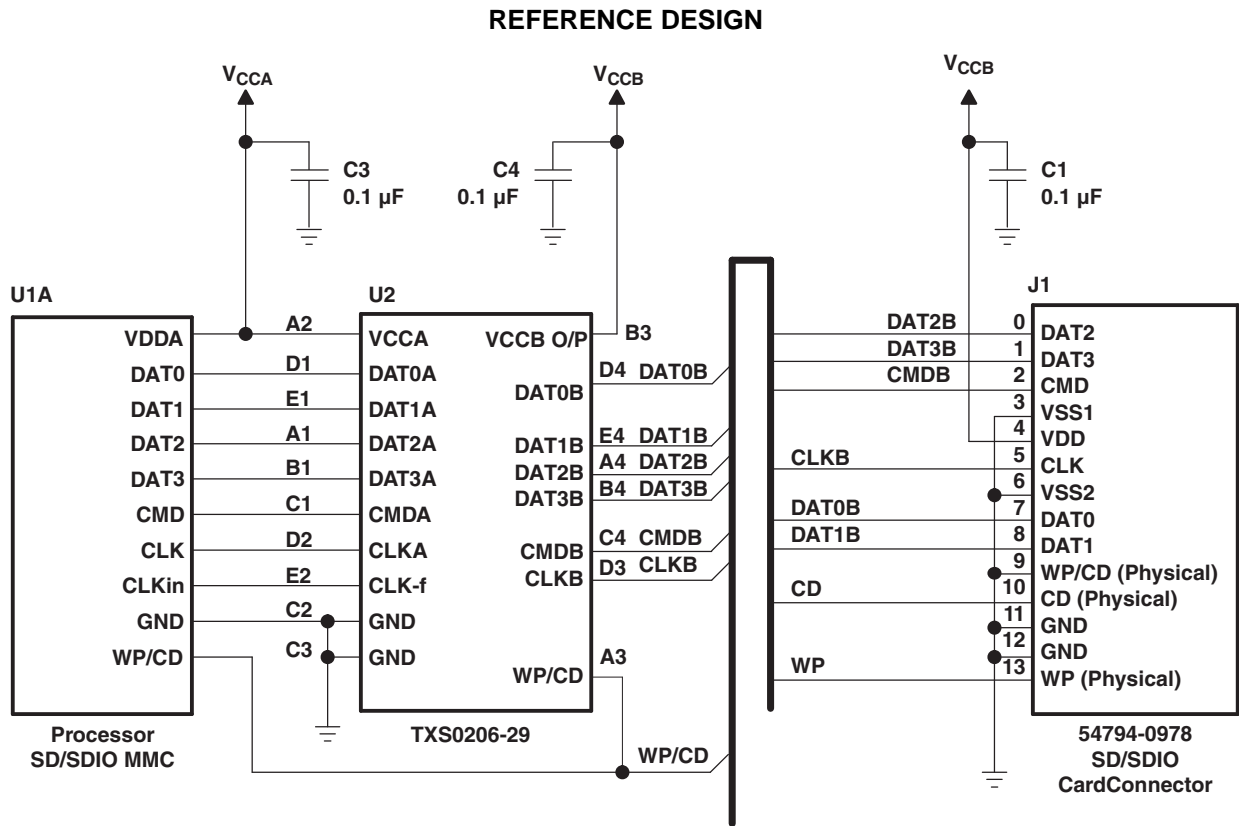 REFERENCE DESIGN
VCCA
VCCB
VCCB
C3
0.1 µF
C4
0.1 µF
C1
0.1 µF
U1A
VDDA
DAT0
DAT1
DAT2
DAT3
CMD
CLK
CLKin
GND
WP/CD
Processor
SD/SDIO MMC
A2
D1
E1
A1
B1
C1
D2
E2
C2
C3
U2
VCCA
DAT0A
DAT1A
DAT2A
DAT3A
CMDA
CLKA
CLK-f
GND
GND
VCCB O/P
DAT0B
DAT1B
DAT2B
DAT3B
CMDB
CLKB
WP/CD
TXS0206-29
B3
D4 DAT0B
E4 DAT1B
A4 DAT2B
B4 DAT3B
C4 CMDB
D3 CLKB
A3
WP/CD
DAT2B
DAT3B
CMDB
CLKB
DAT0B
DAT1B
CD
WP
J1
0 DAT2
1 DAT3
2 CMD
3 VSS1
4 VDD
5 CLK
6 VSS2
7 DAT0
8 DAT1
9 WP/CD (Physical)
10 CD (Physical)
11 GND
12 GND
13 WP (Physical)
54794-0978
SD/SDIO
CardConnector